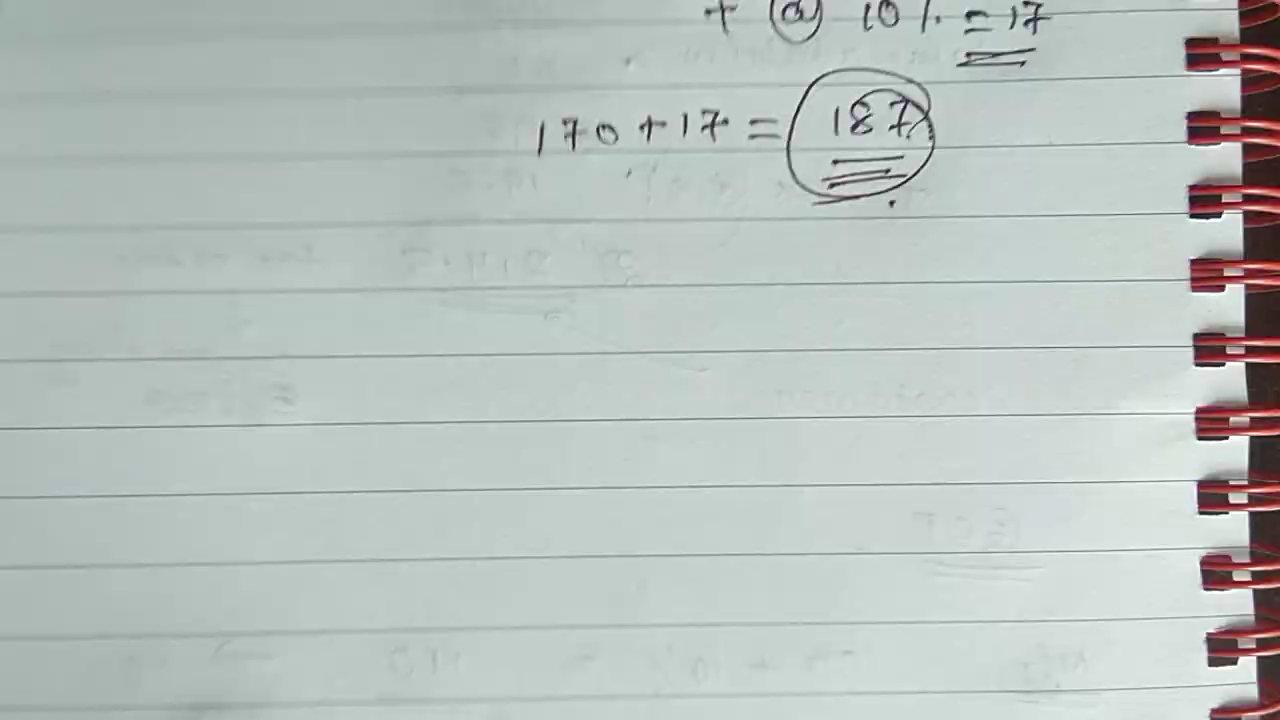 + @ 10% = 17
170 + 17 = 187